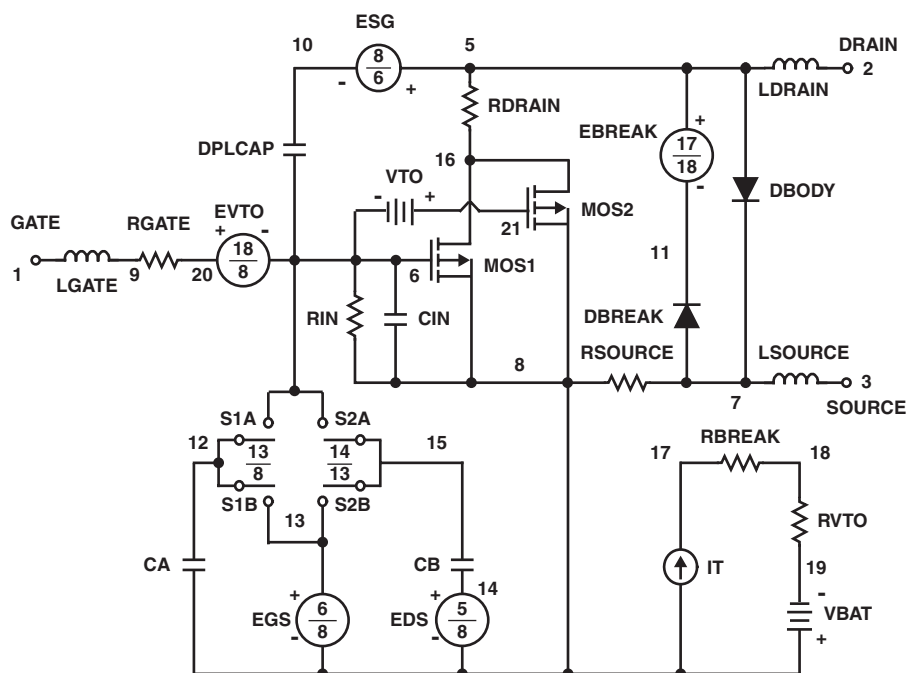 ESG
10
8
6
-
+
5
DRAIN
2
LDRAIN
RDRAIN
DPLCAP
EBREAK
+
17
18
-
16
VTO
-
+
MOS2
21
DBODY
GATE
RGATE
EVTO
+
-
18
8
1
LGATE
9
20
6
MOS1
11
RIN
CIN
DBREAK
RSOURCE
LSOURCE
8
7
3
SOURCE
S1A
S2A
12
13
8
14
13
15
S1B
S2B
13
17
RBREAK
18
RVTO
CA
CB
14
IT
19
+
EGS
-
6
8
+
EDS
-
5
8
-
VBAT
+